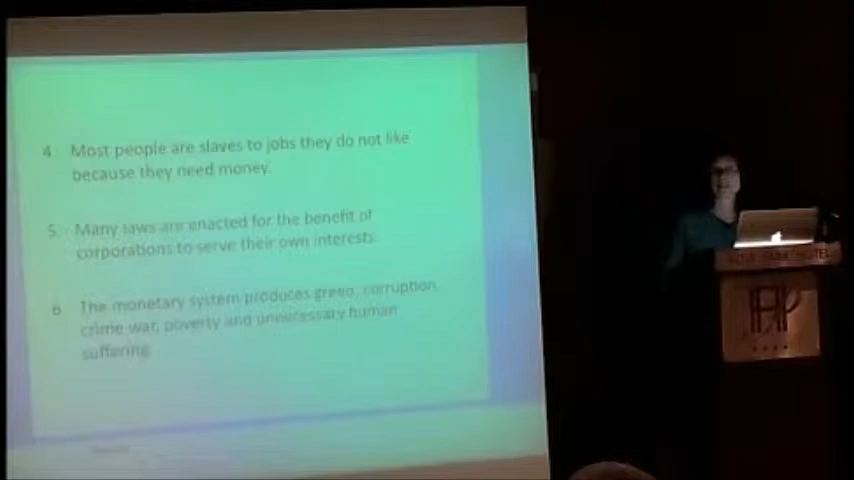 4 Most people are slaves to jobs they do not like
because they need money.
5. Many laws are enacted for the benefit of
corporations to serve their own interests
6 The monetary system produces greed, corruption,
crime war, poverty and unnecessary human
suffering
PARK HOTEL